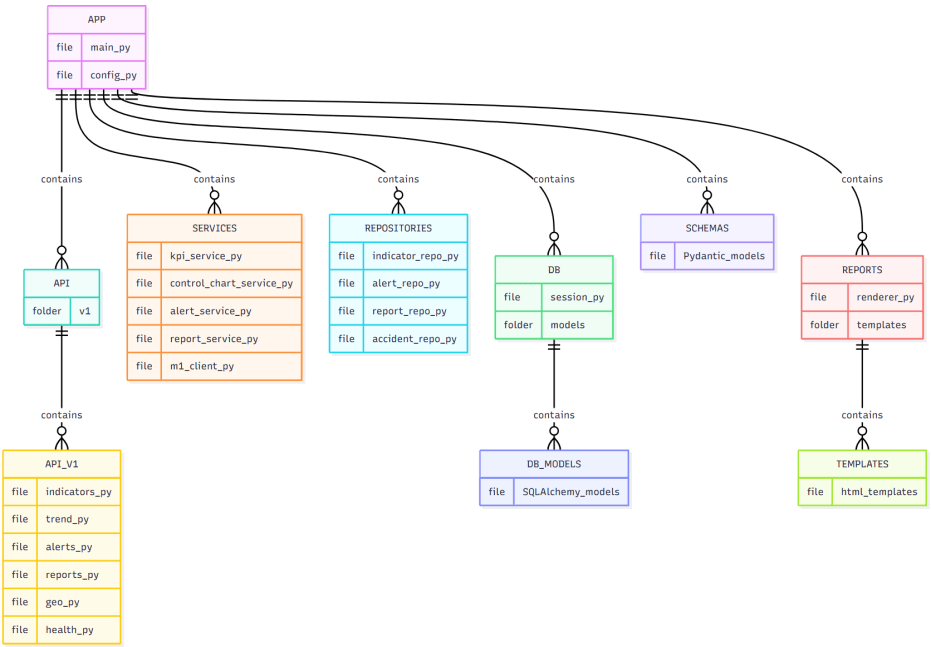 APP
file main_py
file config_py
contains contains contains contains contains contains
SERVICES
file kpi_service_py
file control_chart_service_py
file alert_service_py
file report_service_py
file m1_client_py
REPOSITORIES
file indicator_repo_py
file alert_repo_py
file report_repo_py
file accident_repo_py
SCHEMAS
file Pydantic_models
DB
file session_py
folder models
REPORTS
file renderer_py
folder templates
API
folder v1
contains contains contains
API_V1
file indicators_py
file trend_py
file alerts_py
file reports_py
file geo_py
file health_py
DB_MODELS
file SQLAlchemy_models
TEMPLATES
file html_templates